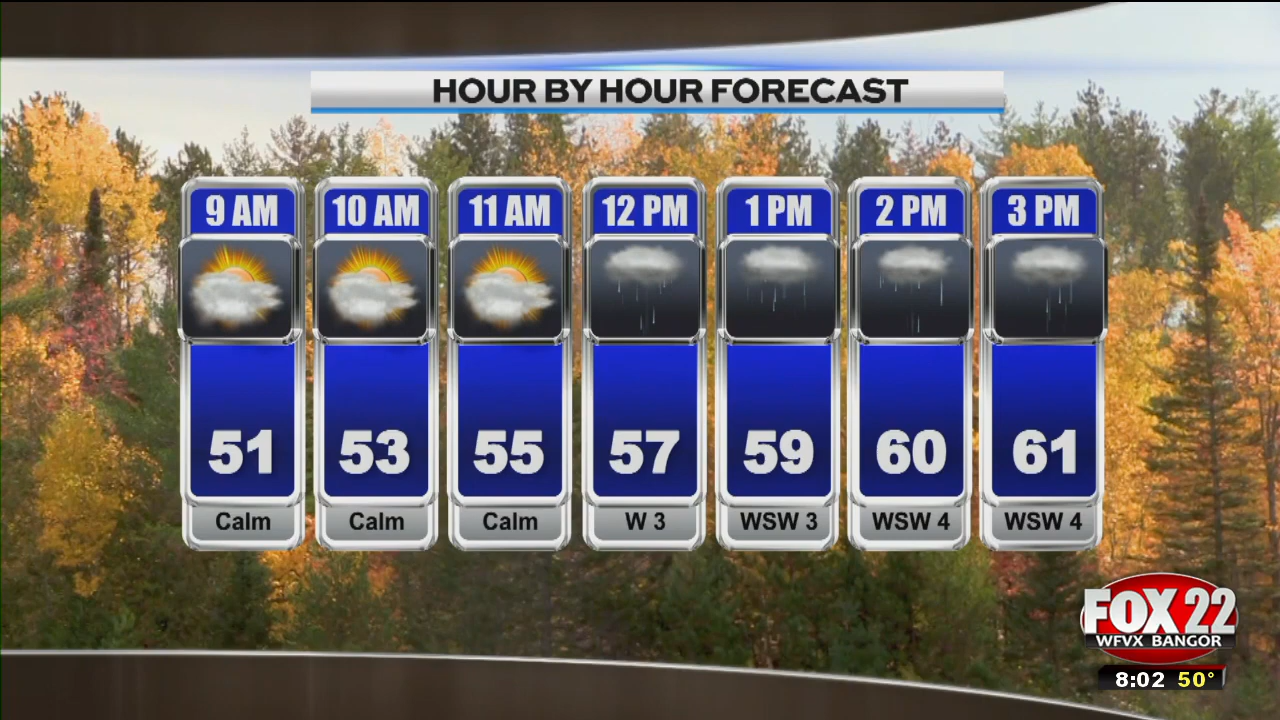 HOUR BY HOUR FORECAST
9 AM 10 AM 11 AM 12 PM 1 PM 2 PM 3 PM
51 53 55 57 59 60 61
Calm Calm Calm W 3 WSW 3 WSW 4 WSW 4
FOX 22
WFVX BANGOR
8:02 50°